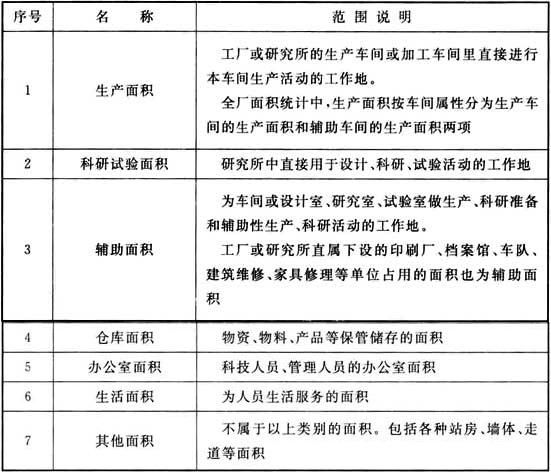 序号 名 称 范 围 说 明
1 生产面积 工厂或研究所的生产车间或加工车间里直接进行
本车间生产活动的工作地。
全厂面积统计中,生产面积按车间属性分为生产车
间的生产面积和辅助车间的生产面积两项
2 科研试验面积 研究所中直接用于设计、科研、试验活动的工作地
3 辅助面积 为车间或设计室、研究室、试验室做生产、科研准备
和辅助性生产、科研活动的工作地。
工厂或研究所直属下设的印刷厂、档案馆、车队、
建筑维修、家具修理等单位占用的面积也为辅助面
积
4 仓库面积 物资、物料、产品等保管储存的面积
5 办公室面积 科技人员、管理人员的办公室面积
6 生活面积 为人员生活服务的面积
7 其他面积 不属于以上类别的面积。包括各种站房、墙体、走
道等面积